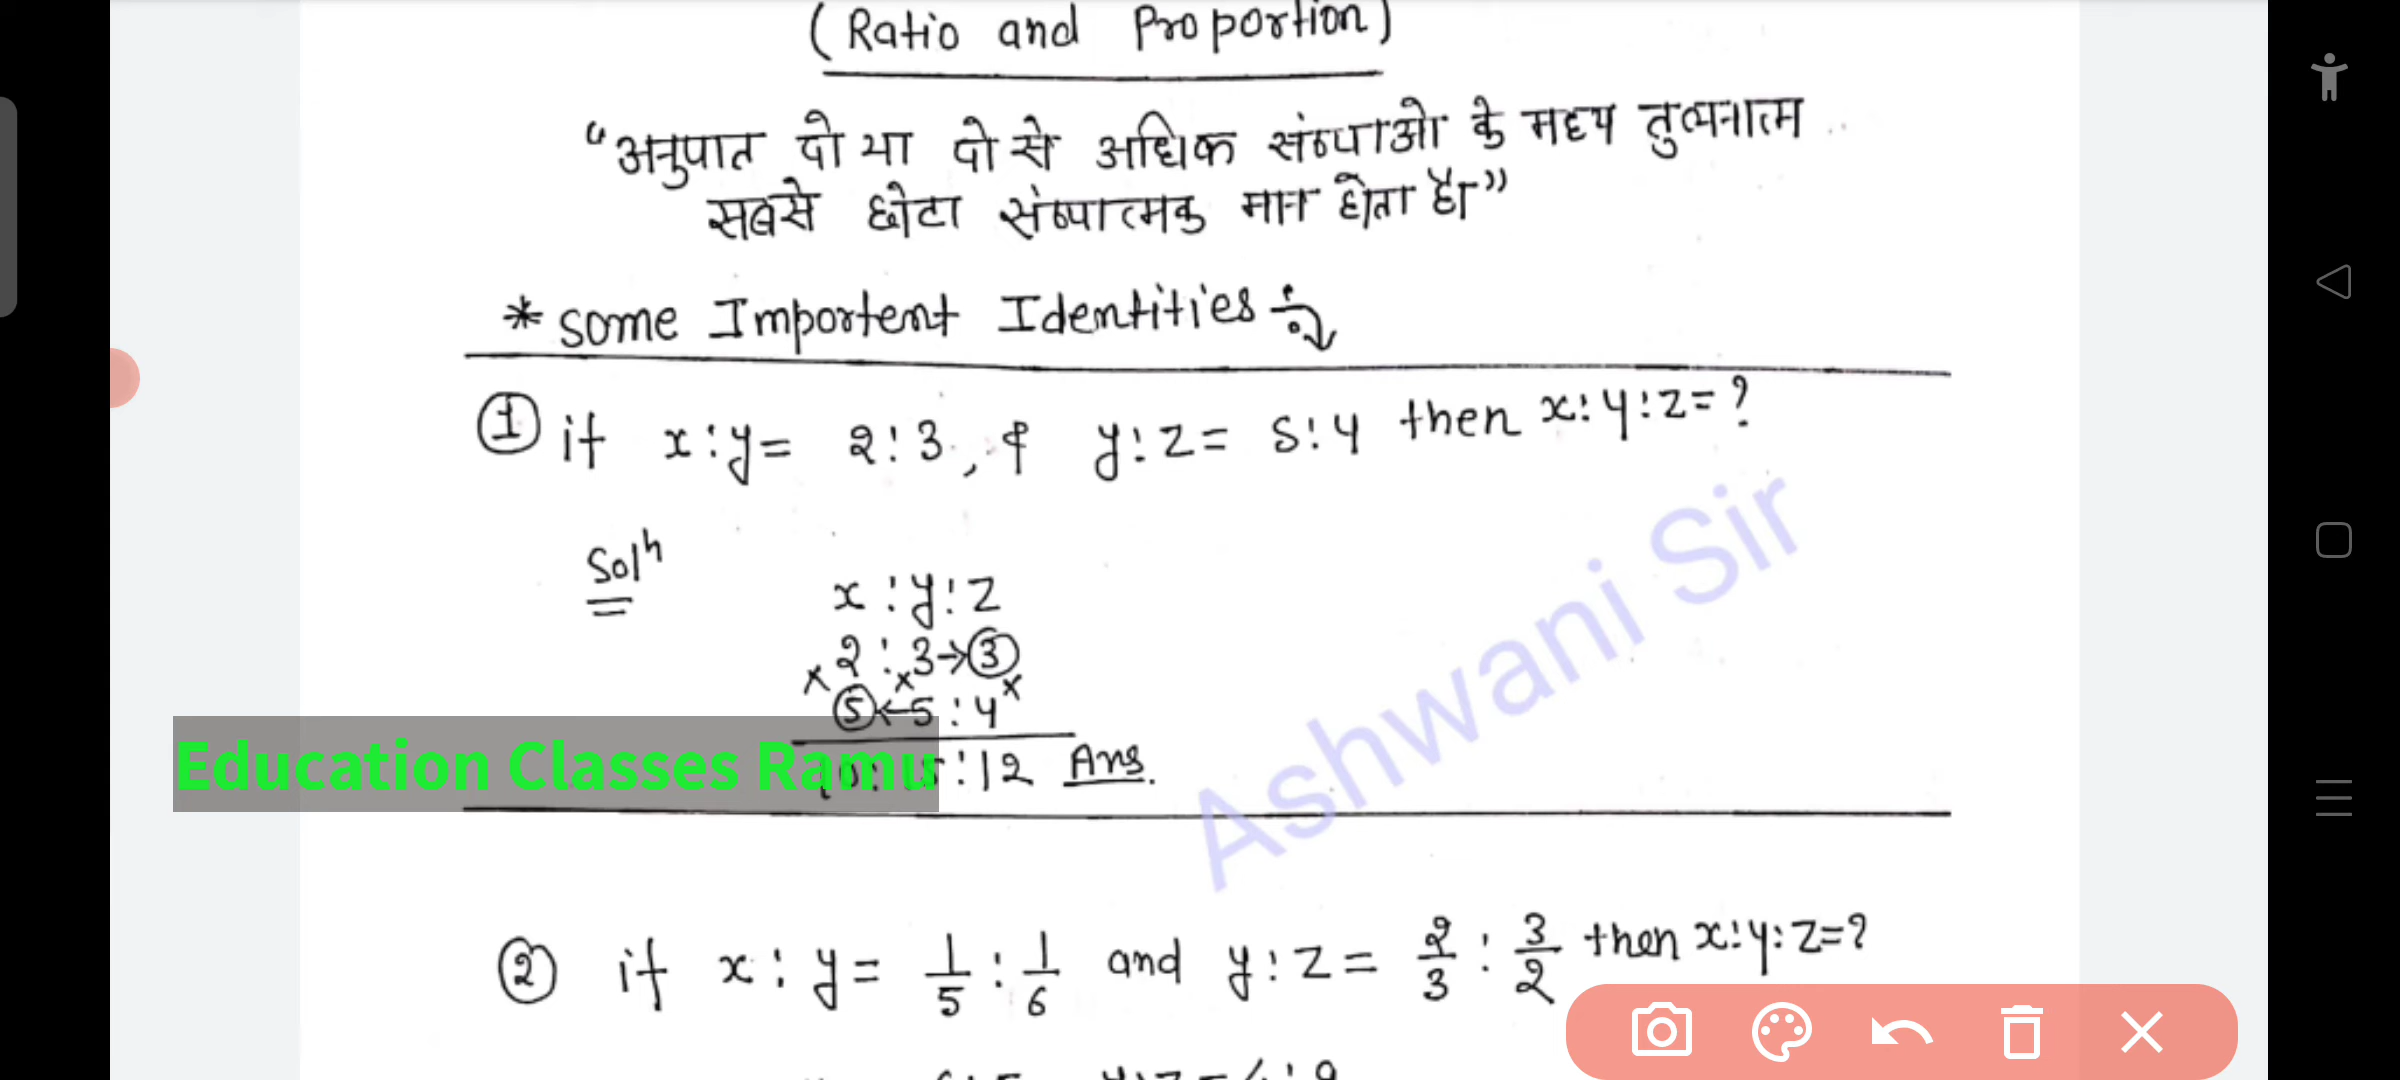 (Ratio and Proportion)
"अनुपात दो या दो से अधिक संख्याओ के मध्य तुलनात्म
सबसे छोटा संख्यात्मक मान होता है।"
* Some Importent Identities
① if x:y= 2:3, & y:z= 5:4 then x:y:z=?
Solⁿ
x:y:z
2:3→③
⑤←5:4
:12 Ans.
Education Classes Ramu
Ashwani Sir
② if x:y= 1/5 : 1/6 and y:z= 2/3 : 3/2 then x:y:z=?